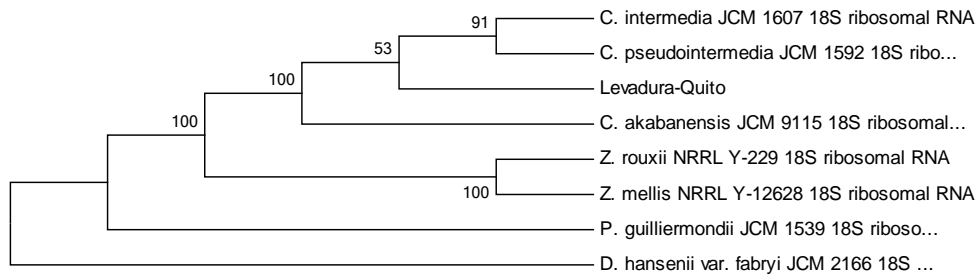 C. intermedia JCM 1607 18S ribosomal RNA
91
C. pseudointermedia JCM 1592 18S ribo...
53
100
Levadura-Quito
100
C. akabanensis JCM 9115 18S ribosomal...
Z. rouxii NRRL Y-229 18S ribosomal RNA
100
Z. mellis NRRL Y-12628 18S ribosomal RNA
P. guilliermondii JCM 1539 18S riboso...
D. hansenii var. fabryi JCM 2166 18S ...